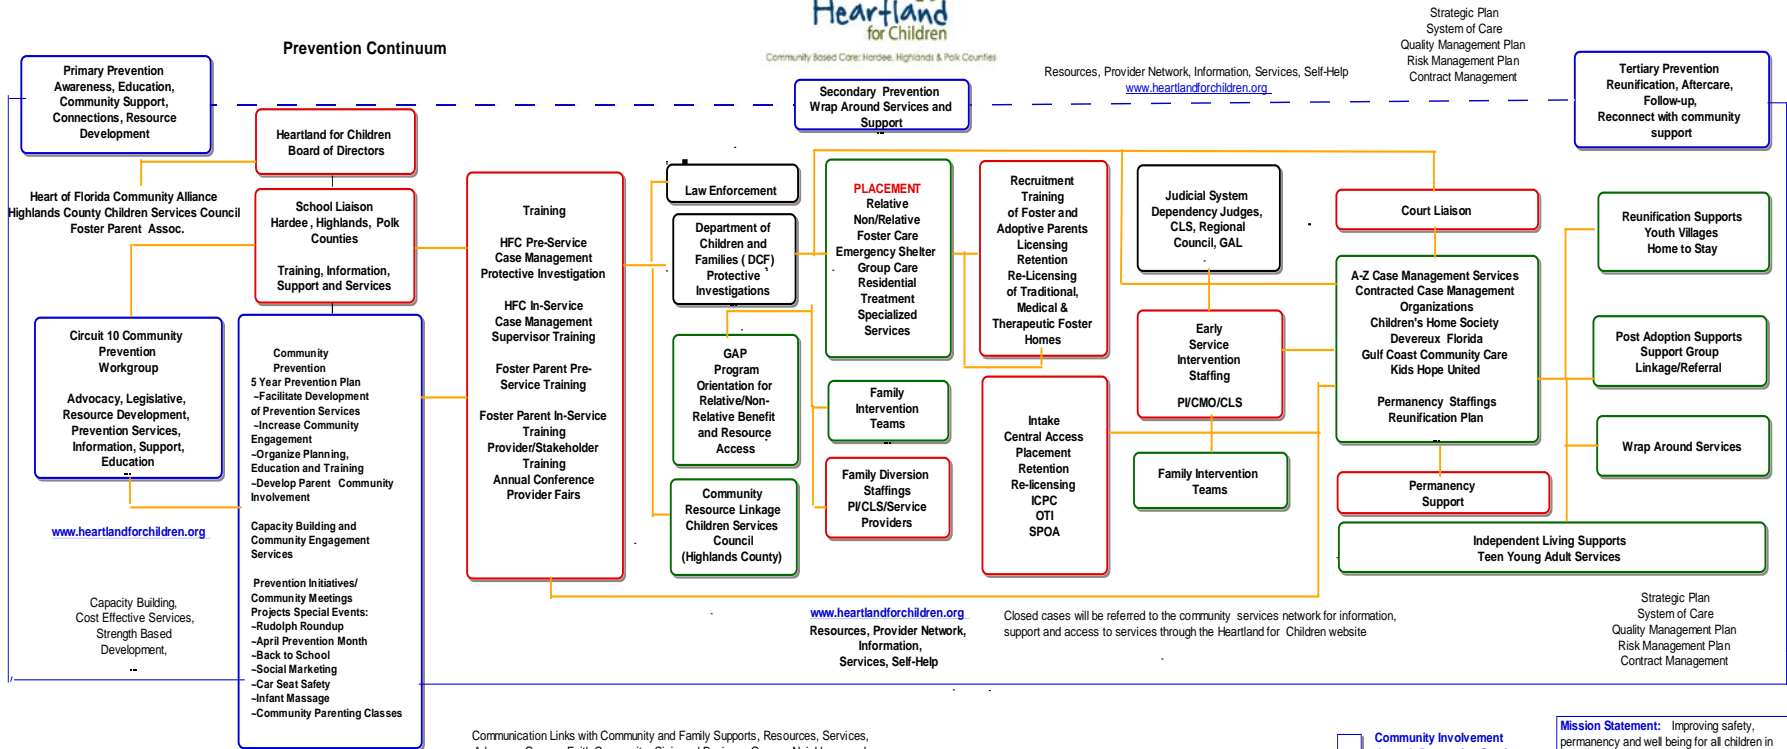 Heartland
for Children
Community Based Care: Hardee, Highlands & Polk Counties
Prevention Continuum
Strategic Plan
System of Care
Quality Management Plan
Risk Management Plan
Contract Management
Resources, Provider Network, Information, Services, Self-Help
www.heartlandforchildren.org
Primary Prevention
Awareness, Education,
Community Support,
Connections, Resource
Development
Secondary Prevention
Wrap Around Services and
Support
Tertiary Prevention
Reunification, Aftercare,
Follow-up,
Reconnect with community
support
Heartland for Children
Board of Directors
Heart of Florida Community Alliance
Highlands County Children Services Council
Foster Parent Assoc.
School Liaison
Hardee , Highlands, Polk
Counties
Training, Information,
Support and Services
Circuit 10 Community
Prevention
Workgroup
Advocacy, Legislative,
Resource Development,
Prevention Services,
Information, Support,
Education
www.heartlandforchildren.org
Capacity Building,
Cost Effective Services,
Strength Based
Development,
Community
Prevention
5 Year Prevention Plan
~Facilitate Development
of Prevention Services
~Increase Community
Engagement
~Organize Planning,
Education and Training
~Develop Parent Community
Involvement
Capacity Building and
Community Engagement
Services
Prevention Initiatives/
Community Meetings
Projects Special Events:
~Rudolph Roundup
~April Prevention Month
~Back to School
~Social Marketing
~Car Seat Safety
~Infant Massage
~Community Parenting Classes
Training
HFC Pre-Service
Case Management
Protective Investigation
HFC In-Service
Case Management
Supervisor Training
Foster Parent Pre-
Service Training
Foster Parent In-Service
Training
Provider/Stakeholder
Training
Annual Conference
Provider Fairs
Law Enforcement
Department of
Children and
Families ( DCF)
Protective
Investigations
GAP
Program
Orientation for
Relative/Non-
Relative Benefit
and Resource
Access
Community
Resource Linkage
Children Services
Council
(Highlands County)
PLACEMENT
Relative
Non/Relative
Foster Care
Emergency Shelter
Group Care
Residential
Treatment
Specialized
Services
Family
Intervention
Teams
Family Diversion
Staffings
PI/CLS/Service
Providers
Recruitment
Training
of Foster and
Adoptive Parents
Licensing
Retention
Re-Licensing
of Traditional,
Medical &
Therapeutic Foster
Homes
Intake
Central Access
Placement
Retention
Re-licensing
ICPC
OTI
SPOA
Judicial System
Dependency Judges,
CLS, Regional
Council, GAL
Early
Service
Intervention
Staffing
PI/CMO/CLS
Family Intervention
Teams
Court Liaison
A-Z Case Management Services
Contracted Case Management
Organizations
Children's Home Society
Devereux Florida
Gulf Coast Community Care
Kids Hope United
Permanency Staffings
Reunification Plan
Permanency
Support
Reunification Supports
Youth Villages
Home to Stay
Post Adoption Supports
Support Group
Linkage/Referral
Wrap Around Services
Independent Living Supports
Teen Young Adult Services
www.heartlandforchildren.org
Resources, Provider Network,
Information,
Services, Self-Help
Closed cases will be referred to the community services network for information,
support and access to services through the Heartland for Children website
Strategic Plan
System of Care
Quality Management Plan
Risk Management Plan
Contract Management
Communication Links with Community and Family Supports, Resources, Services,
Community Involvement
Mission Statement: Improving safety,
permanency and well being for all children in